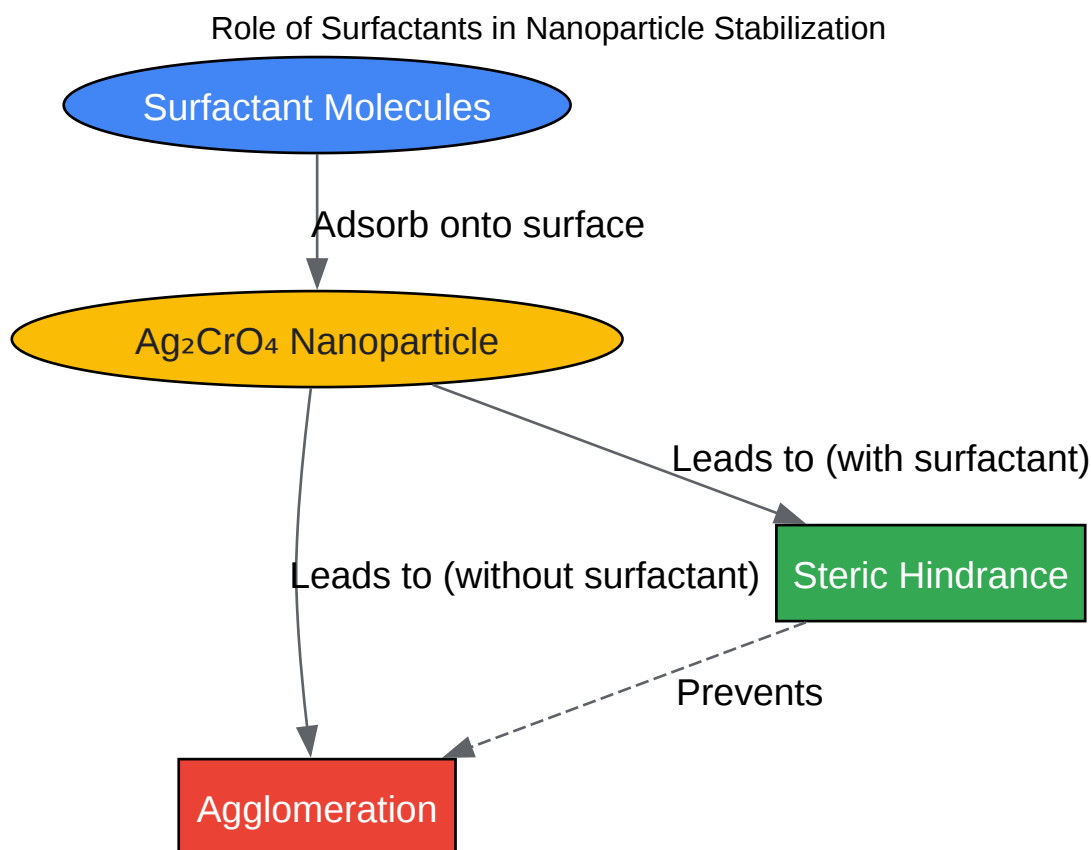 Role of Surfactants in Nanoparticle Stabilization
Surfactant Molecules
Adsorb onto surface
Ag₂CrO₄ Nanoparticle
Leads to (with surfactant)
Leads to (without surfactant)
Steric Hindrance
Prevents
Agglomeration